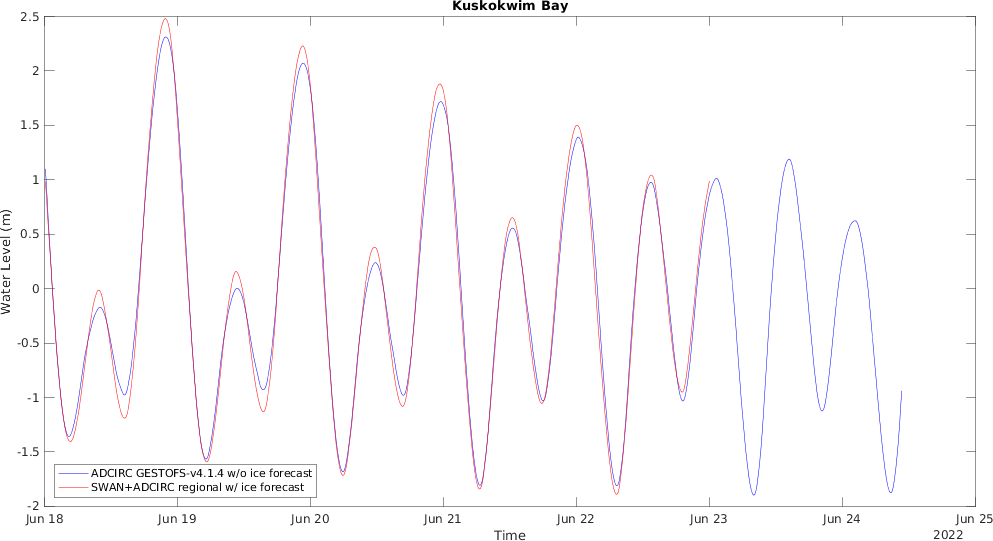 Kuskokwim Bay
2.5
2
1.5
1
0.5
0
-0.5
-1
-1.5
-2
Water Level (m)
ADCIRC GESTOFS-v4.1.4 w/o ice forecast
SWAN+ADCIRC regional w/ ice forecast
Jun 18 Jun 19 Jun 20 Jun 21 Jun 22 Jun 23 Jun 24 Jun 25
Time 2022